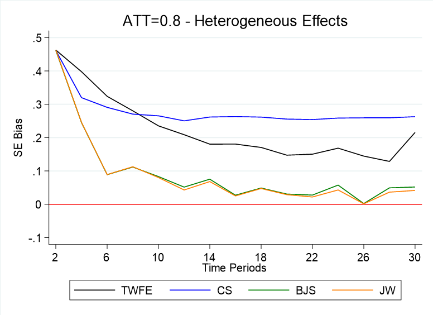 ATT=0.8 - Heterogeneous Effects
SE Bias
.5
.4
.3
.2
.1
0
-.1
2 6 10 14 18 22 26 30
Time Periods
TWFE CS BJS JW